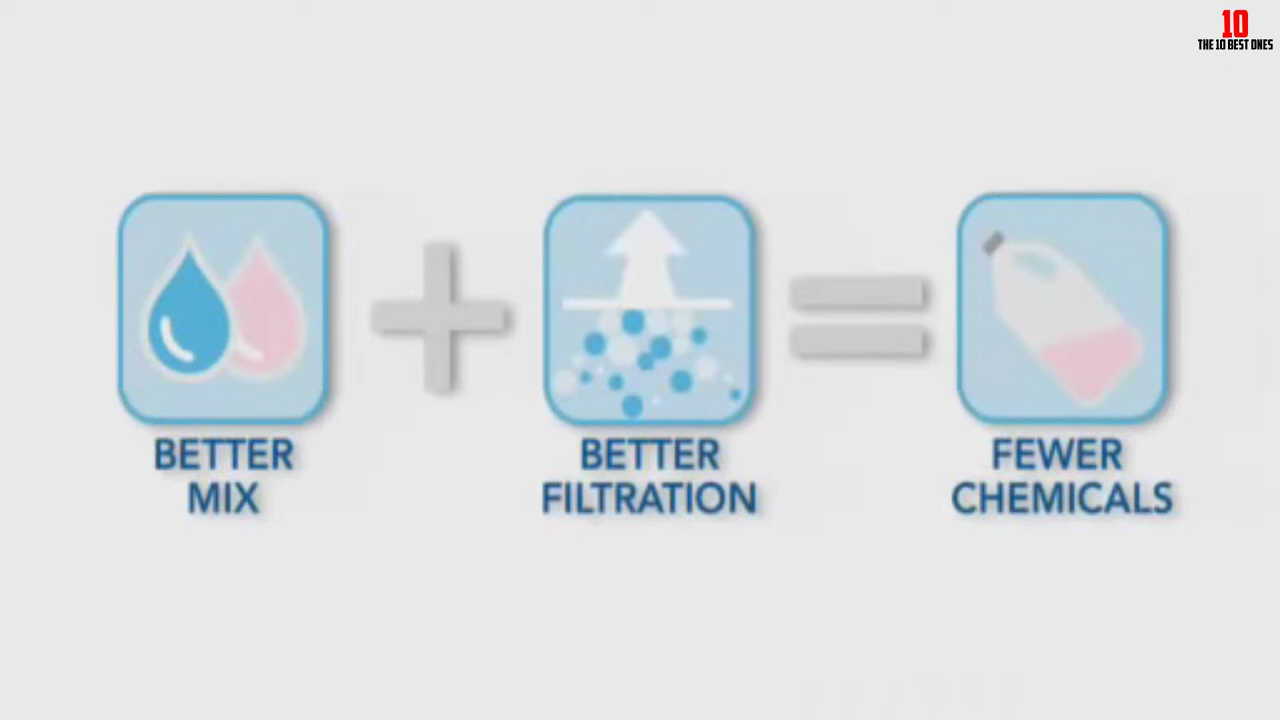 10
THE 10 BEST ONES
BETTER
MIX
BETTER
FILTRATION
FEWER
CHEMICALS